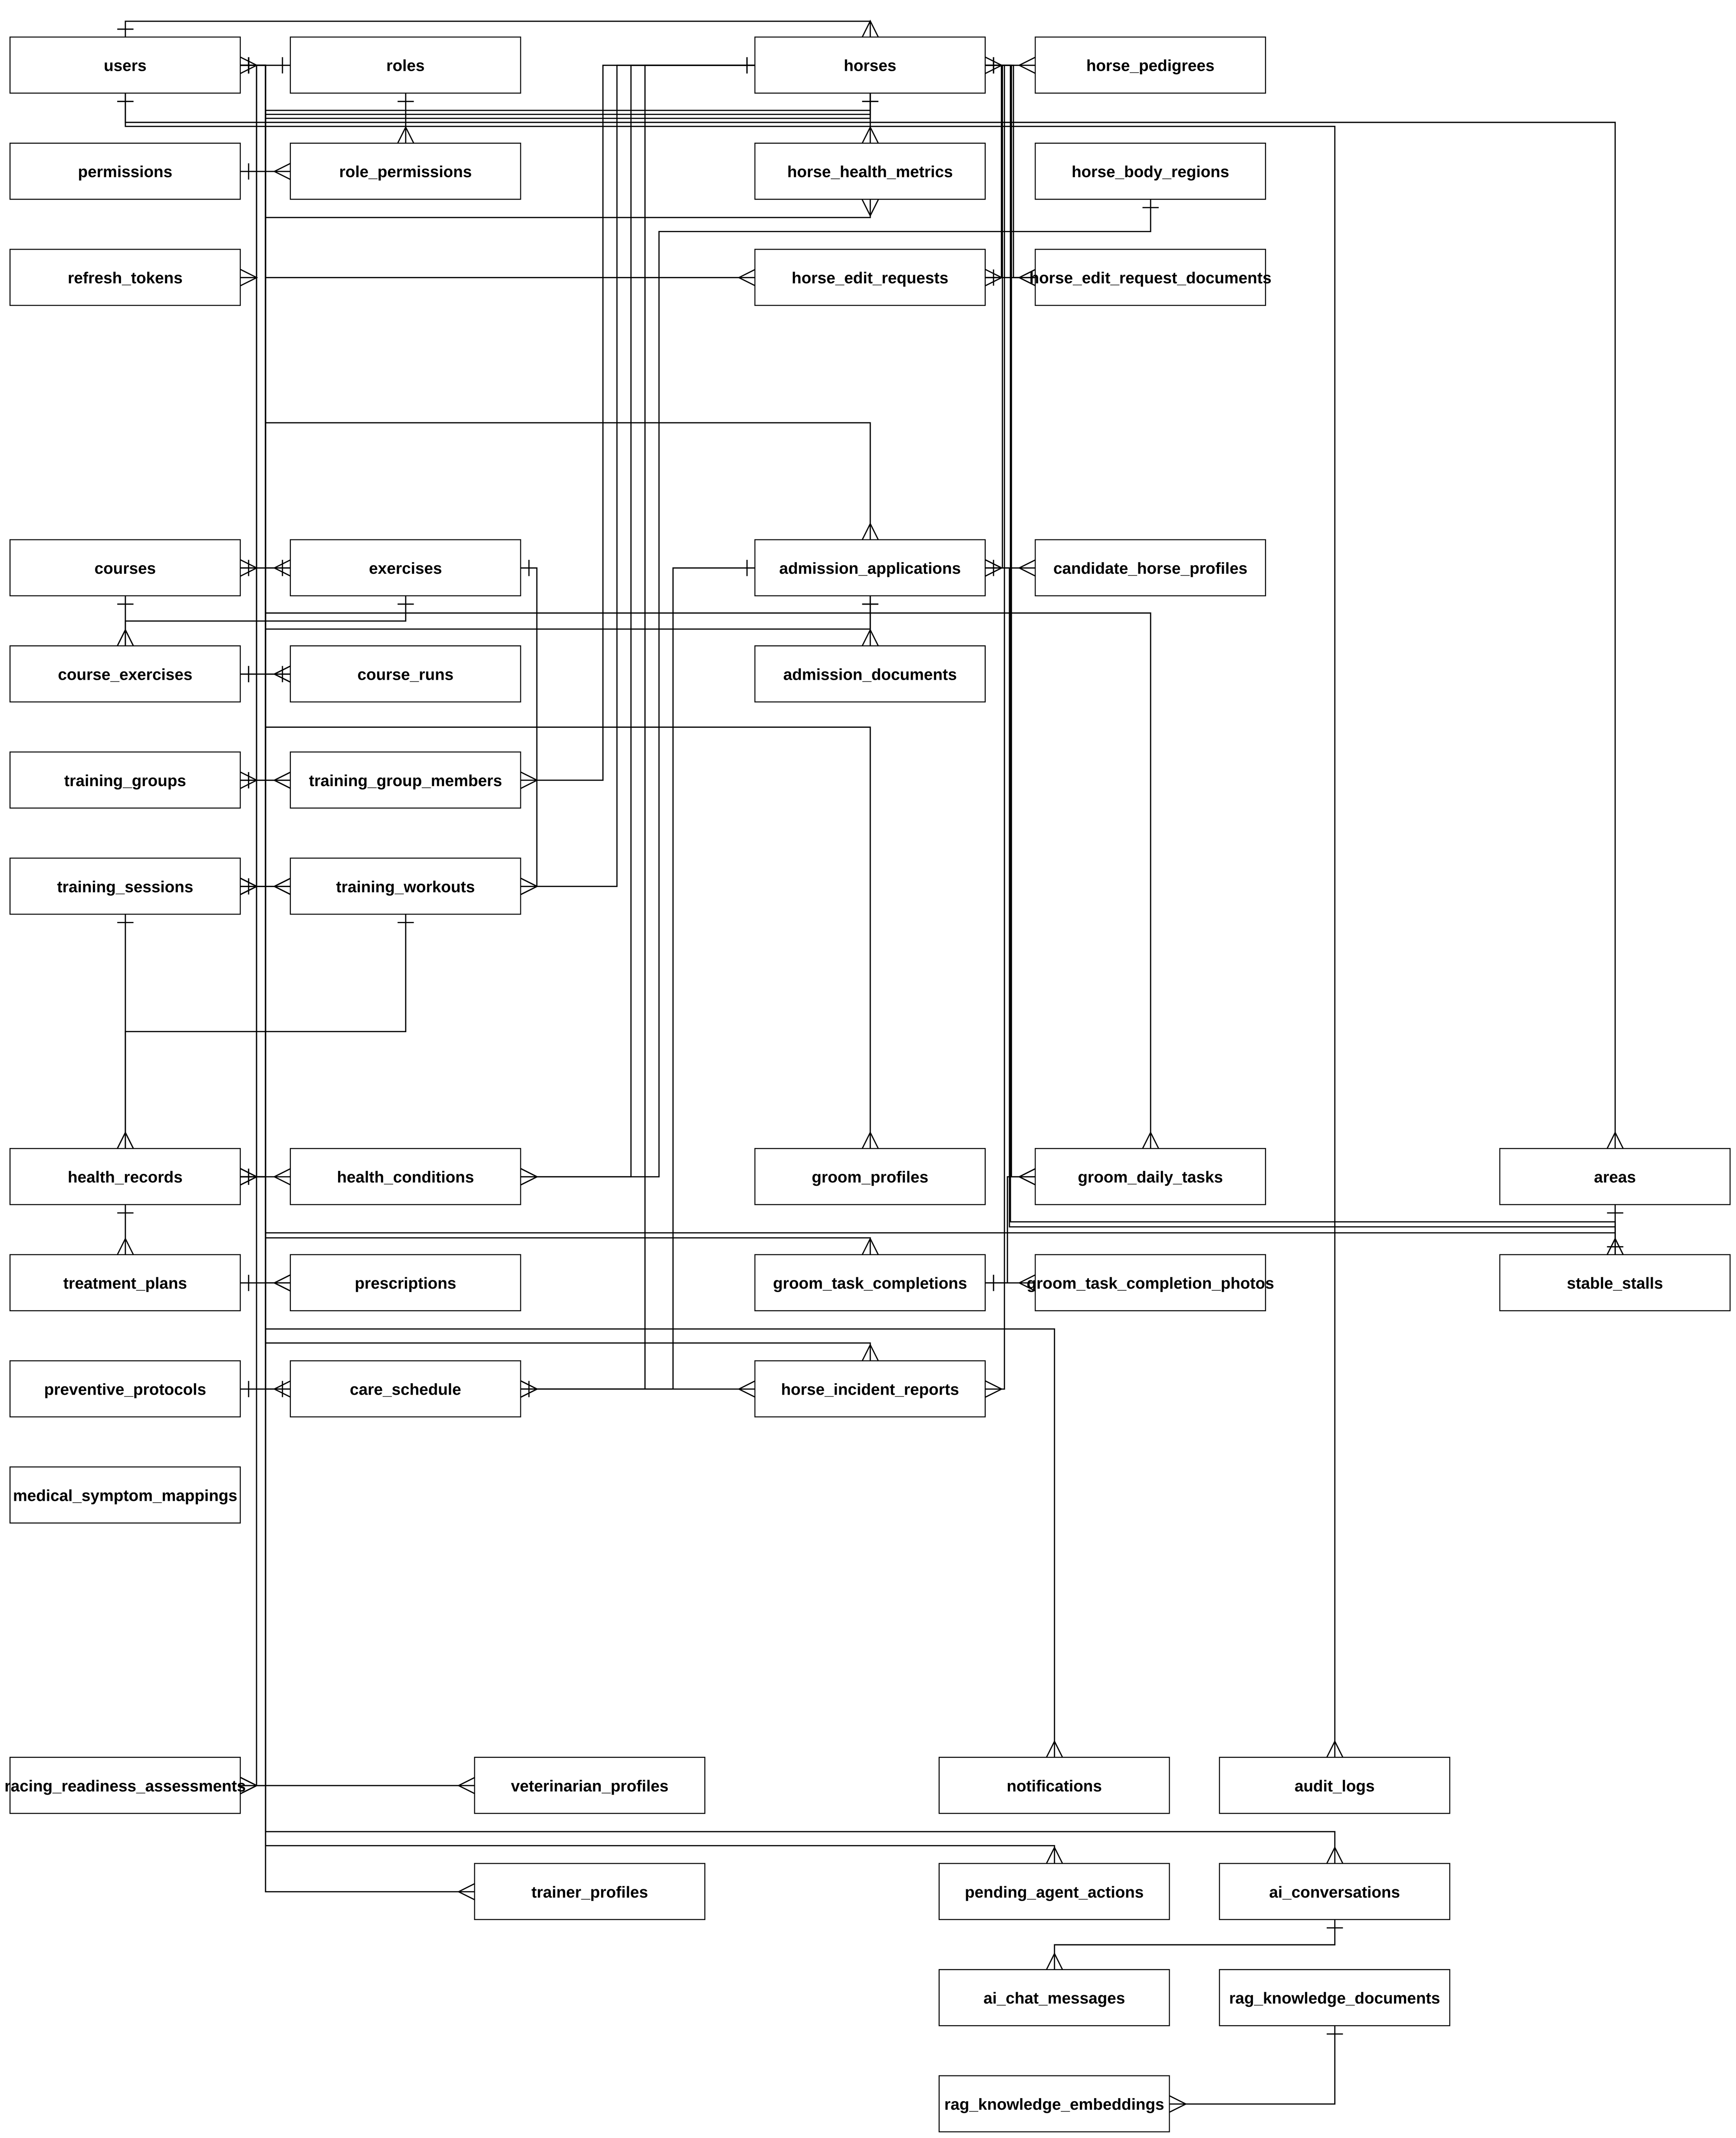 users
roles
horses
horse_pedigrees
permissions
role_permissions
horse_health_metrics
horse_body_regions
refresh_tokens
horse_edit_requests
horse_edit_request_documents
courses
exercises
admission_applications
candidate_horse_profiles
course_exercises
course_runs
admission_documents
training_groups
training_group_members
training_sessions
training_workouts
health_records
health_conditions
groom_profiles
groom_daily_tasks
areas
treatment_plans
prescriptions
groom_task_completions
groom_task_completion_photos
stable_stalls
preventive_protocols
care_schedule
horse_incident_reports
medical_symptom_mappings
racing_readiness_assessments
veterinarian_profiles
notifications
audit_logs
trainer_profiles
pending_agent_actions
ai_conversations
ai_chat_messages
rag_knowledge_documents
rag_knowledge_embeddings